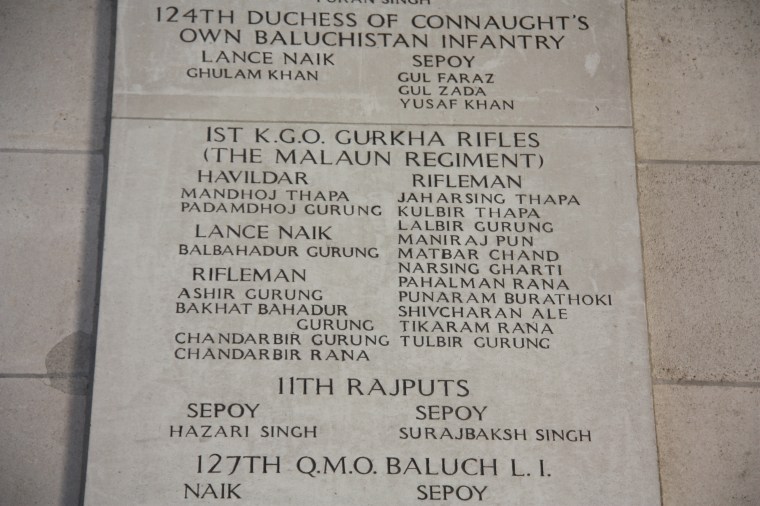 PURAN SINGH
124TH DUCHESS OF CONNAUGHT'S
OWN BALUCHISTAN INFANTRY
LANCE NAIK
GHULAM KHAN
SEPOY
GUL FARAZ
GUL ZADA
YUSAF KHAN
1ST K.G.O. GURKHA RIFLES
(THE MALAUN REGIMENT)
HAVILDAR
MANDHOJ THAPA
PADAMDHOJ GURUNG
LANCE NAIK
BALBAHADUR GURUNG
RIFLEMAN
ASHIR GURUNG
BAKHAT BAHADUR
GURUNG
CHANDARBIR GURUNG
CHANDARBIR RANA
RIFLEMAN
JAHARSING THAPA
KULBIR THAPA
LALBIR GURUNG
MANIRAJ PUN
MATBAR CHAND
NARSING GHARTI
PAHALMAN RANA
PUNARAM BURATHOKI
SHIVCHARAN ALE
TIKARAM RANA
TULBIR GURUNG
11TH RAJPUTS
SEPOY
HAZARI SINGH
SEPOY
SURAJBAKSH SINGH
127TH Q.M.O. BALUCH L. I.
NAIK
SEPOY